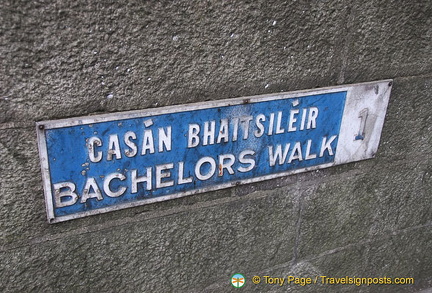 CASÁN BHAITSILÉIR 1
BACHELORS WALK
© Tony Page / Travelsignposts.com